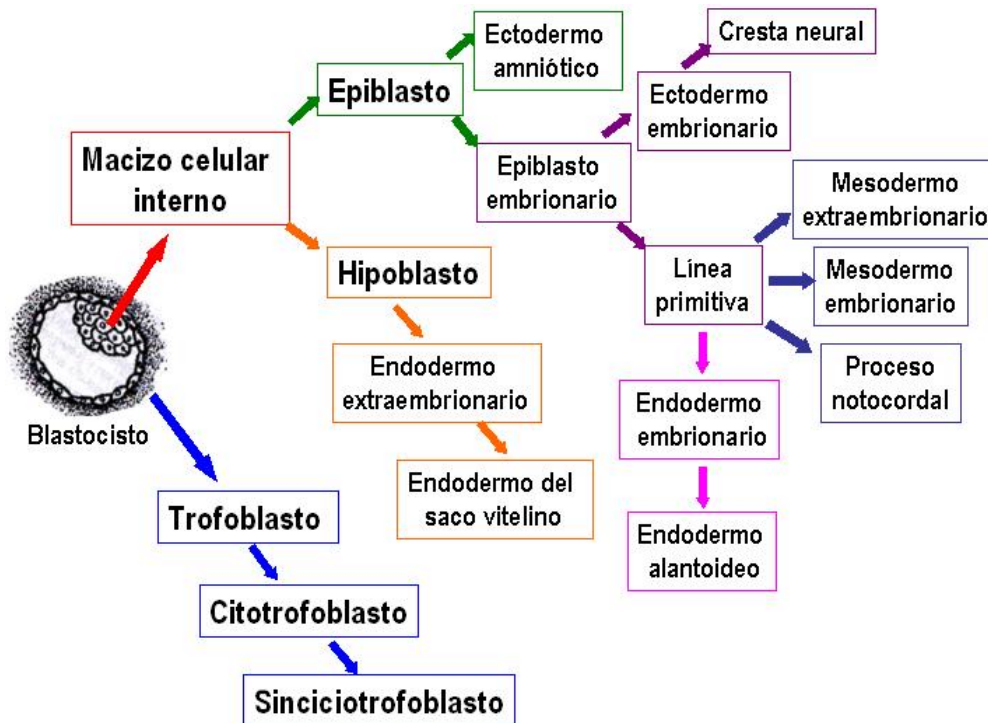 Ectodermo
amniótico
Cresta neural
Epiblasto
Ectodermo
embrionario
Macizo celular
interno
Epiblasto
embrionario
Mesodermo
extraembrionario
Hipoblasto
Línea
primitiva
Mesodermo
embrionario
Endodermo
extraembrionario
Proceso
notocordal
Blastocisto
Endodermo
embrionario
Endodermo del
saco vitelino
Trofoblasto
Endodermo
alantoideo
Citotrofoblasto
Sinciciotrofoblasto